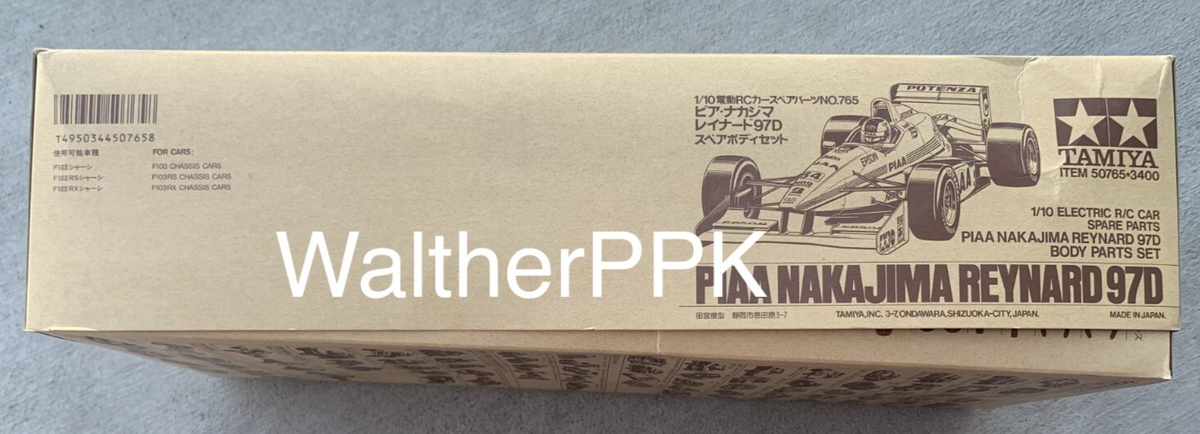 T4950344507658
使用可能車種 FOR CARS:
F103シャーシ F103 CHASSIS CARS
F103RSシャーシ F103RS CHASSIS CARS
F103RXシャーシ F103RX CHASSIS CARS
1/10電動RCカースペアパーツNO.765
ピア・ナカジマ
レイナード97D
スペアボディセット
POTENZA
EPSON
PIAA
64
TAMIYA
ITEM 50765*3400
1/10 ELECTRIC R/C CAR
SPARE PARTS
PIAA NAKAJIMA REYNARD 97D
BODY PARTS SET
WaltherPPK
PIAA NAKAJIMA REYNARD 97D
田宮模型 静岡市恩田原3-7 TAMIYA, INC. 3-7, ONDAWARA, SHIZUOKA-CITY, JAPAN. MADE IN JAPAN.